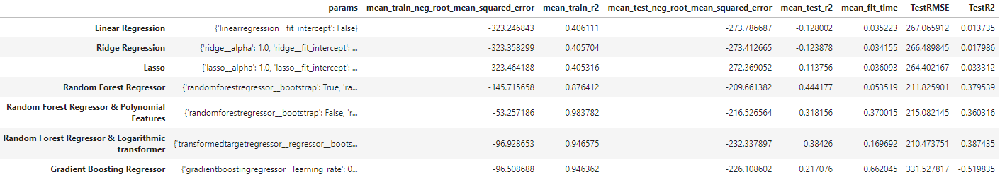 params mean_train_neg_root_mean_squared_error mean_train_r2 mean_test_neg_root_mean_squared_error mean_test_r2 mean_fit_time TestRMSE TestR2
Linear Regression {'linearregression__fit_intercept': False} -323.246843 0.406111 -273.786687 -0.128002 0.035223 267.065912 0.013735
Ridge Regression {'ridge__alpha': 1.0, 'ridge__fit_intercept': ... -323.358299 0.405704 -273.412665 -0.123878 0.034155 266.489845 0.017986
Lasso {'lasso__alpha': 1.0, 'lasso__fit_intercept': ... -323.464188 0.405316 -272.369052 -0.113756 0.036093 264.402167 0.033312
Random Forest Regressor {'randomforestregressor__bootstrap': True, 'ra... -145.715658 0.876412 -209.661382 0.444177 0.053519 211.825901 0.379539
Random Forest Regressor & Polynomial
Features {'randomforestregressor__bootstrap': False, 'r... -53.257186 0.983782 -216.526564 0.318156 0.370015 215.082145 0.360316
Random Forest Regressor & Logarithmic
transformer {'transformedtargetregressor__regressor__boots... -96.928653 0.946575 -232.337897 0.38426 0.169692 210.473751 0.387435
Gradient Boosting Regressor {'gradientboostingregressor__learning_rate': 0... -96.508688 0.946362 -226.108602 0.217076 0.662045 331.527817 -0.519835